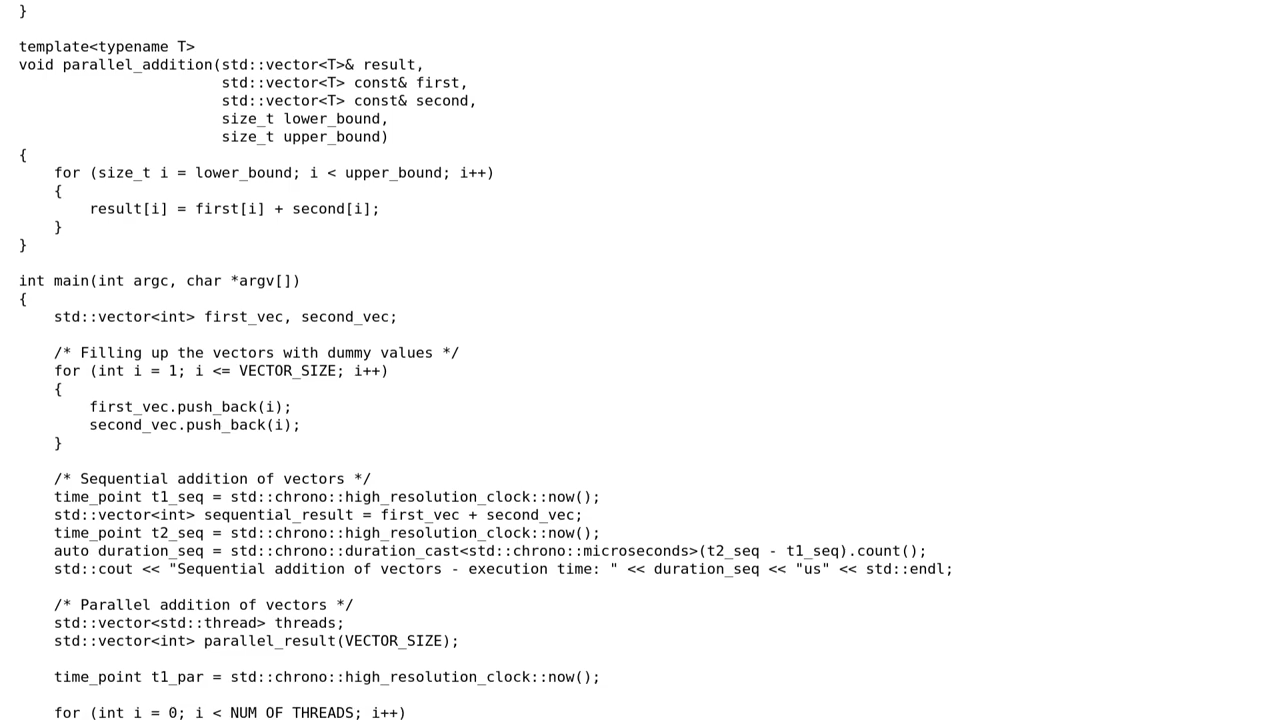 }

template<typename T>
void parallel_addition(std::vector<T>& result,
                       std::vector<T> const& first,
                       std::vector<T> const& second,
                       size_t lower_bound,
                       size_t upper_bound)
{
    for (size_t i = lower_bound; i < upper_bound; i++)
    {
        result[i] = first[i] + second[i];
    }
}

int main(int argc, char *argv[])
{
    std::vector<int> first_vec, second_vec;

    /* Filling up the vectors with dummy values */
    for (int i = 1; i <= VECTOR_SIZE; i++)
    {
        first_vec.push_back(i);
        second_vec.push_back(i);
    }

    /* Sequential addition of vectors */
    time_point t1_seq = std::chrono::high_resolution_clock::now();
    std::vector<int> sequential_result = first_vec + second_vec;
    time_point t2_seq = std::chrono::high_resolution_clock::now();
    auto duration_seq = std::chrono::duration_cast<std::chrono::microseconds>(t2_seq - t1_seq).count();
    std::cout << "Sequential addition of vectors - execution time: " << duration_seq << "us" << std::endl;

    /* Parallel addition of vectors */
    std::vector<std::thread> threads;
    std::vector<int> parallel_result(VECTOR_SIZE);

    time_point t1_par = std::chrono::high_resolution_clock::now();

    for (int i = 0; i < NUM_OF_THREADS; i++)